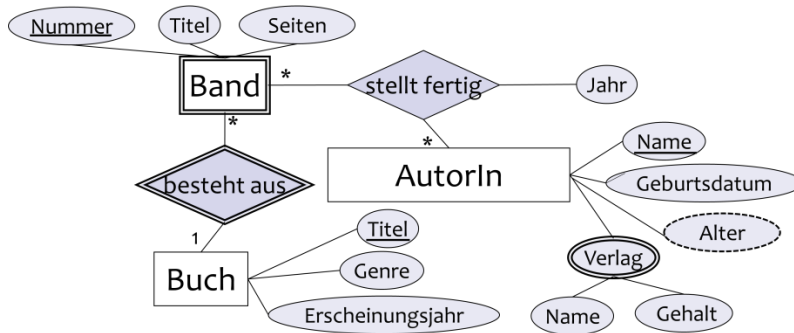 Nummer
Titel
Seiten
Band
*
stellt fertig
Jahr
*
*
Name
AutorIn
besteht aus
Geburtsdatum
Titel
Alter
1
Buch
Genre
Verlag
Erscheinungsjahr
Name
Gehalt